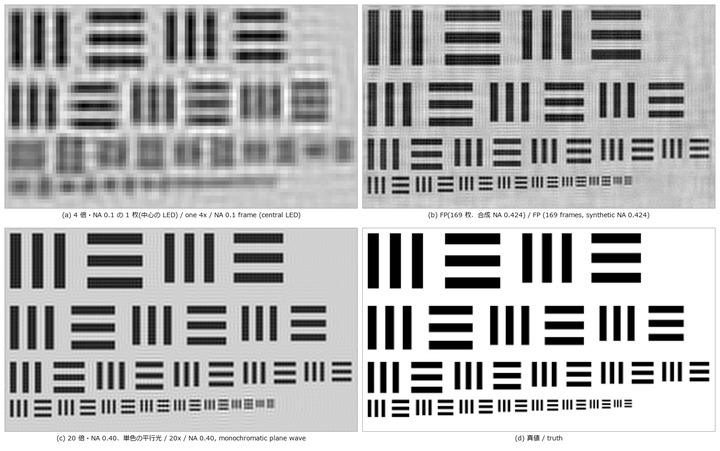 (a) 4 倍・NA 0.1 の 1 枚(中心の LED) / one 4x / NA 0.1 frame (central LED)
(b) FP(169 枚、合成 NA 0.424) / FP (169 frames, synthetic NA 0.424)
(c) 20 倍・NA 0.40、単色の平行光 / 20x / NA 0.40, monochromatic plane wave
(d) 真値 / truth